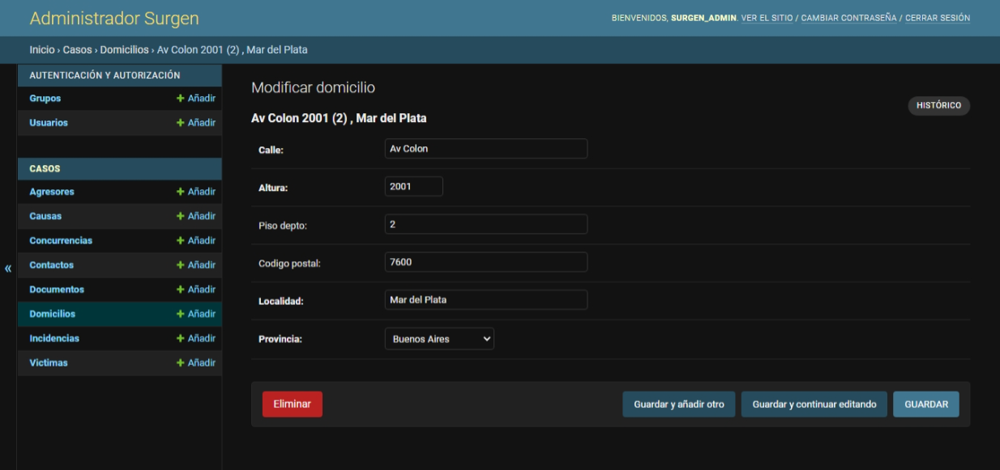 Administrador Surgen
BIENVENIDOS, SURGEN_ADMIN. VER EL SITIO / CAMBIAR CONTRASEÑA / CERRAR SESIÓN
Inicio › Casos › Domicilios › Av Colon 2001 (2) , Mar del Plata
AUTENTICACIÓN Y AUTORIZACIÓN
Grupos + Añadir
Usuarios + Añadir
CASOS
Agresores + Añadir
Causas + Añadir
Concurrencias + Añadir
Contactos + Añadir
Documentos + Añadir
Domicilios + Añadir
Incidencias + Añadir
Victimas + Añadir
«
Modificar domicilio
HISTÓRICO
Av Colon 2001 (2) , Mar del Plata
Calle: Av Colon
Altura: 2001
Piso depto: 2
Codigo postal: 7600
Localidad: Mar del Plata
Provincia: Buenos Aires
Eliminar Guardar y añadir otro Guardar y continuar editando GUARDAR